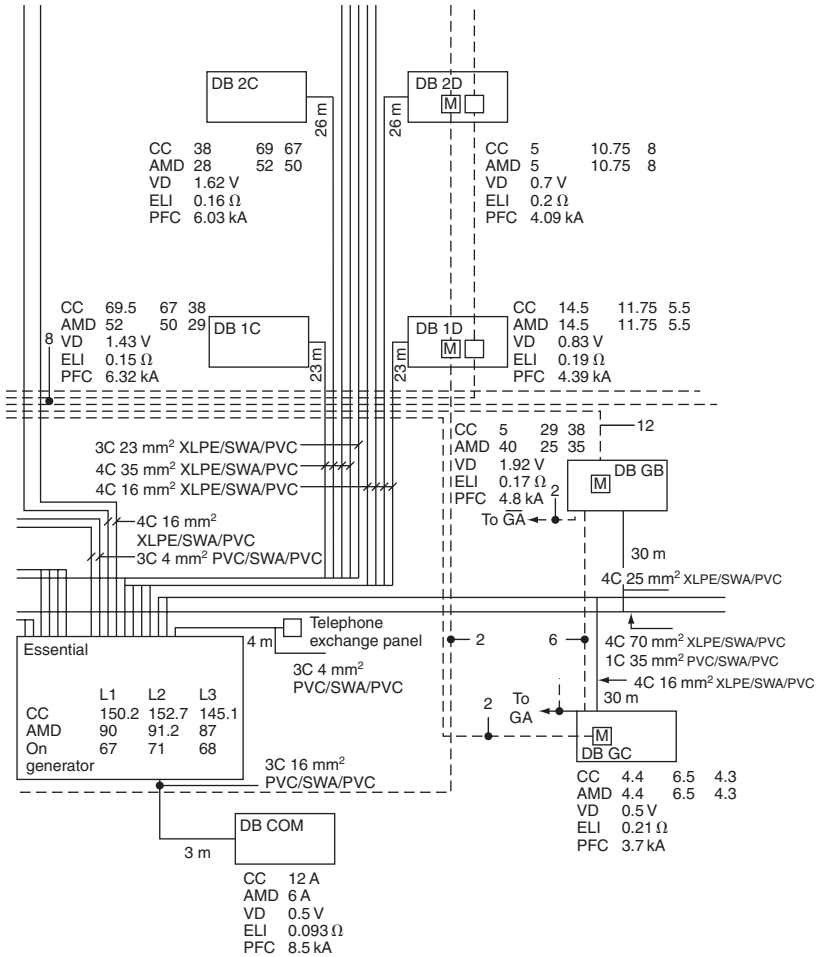 DB 2C
26 m
CC 38 69 67
AMD 28 52 50
VD 1.62 V
ELI 0.16 Ω
PFC 6.03 kA
DB 2D
M
26 m
CC 5 10.75 8
AMD 5 10.75 8
VD 0.7 V
ELI 0.2 Ω
PFC 4.09 kA
CC 69.5 67 38
AMD 52 50 29
VD 1.43 V
ELI 0.15 Ω
PFC 6.32 kA
8
DB 1C
23 m
DB 1D
M
23 m
CC 14.5 11.75 5.5
AMD 14.5 11.75 5.5
VD 0.83 V
ELI 0.19 Ω
PFC 4.39 kA
3C 23 mm² XLPE/SWA/PVC
4C 35 mm² XLPE/SWA/PVC
4C 16 mm² XLPE/SWA/PVC
CC 5 29 38
AMD 40 25 35
VD 1.92 V
ELI 0.17 Ω
PFC 4.8 kA
12
DB GB
M
2
To GA
4C 16 mm²
XLPE/SWA/PVC
3C 4 mm² PVC/SWA/PVC
30 m
4C 25 mm² XLPE/SWA/PVC
Telephone
exchange panel
4 m
3C 4 mm²
PVC/SWA/PVC
2
6
4C 70 mm² XLPE/SWA/PVC
1C 35 mm² PVC/SWA/PVC
4C 16 mm² XLPE/SWA/PVC
30 m
Essential
L1 L2 L3
CC 150.2 152.7 145.1
AMD 90 91.2 87
On 67 71 68
generator
2
To
GA
M
DB GC
CC 4.4 6.5 4.3
AMD 4.4 6.5 4.3
VD 0.5 V
ELI 0.21 Ω
PFC 3.7 kA
3C 16 mm²
PVC/SWA/PVC
DB COM
3 m
CC 12 A
AMD 6 A
VD 0.5 V
ELI 0.093 Ω
PFC 8.5 kA